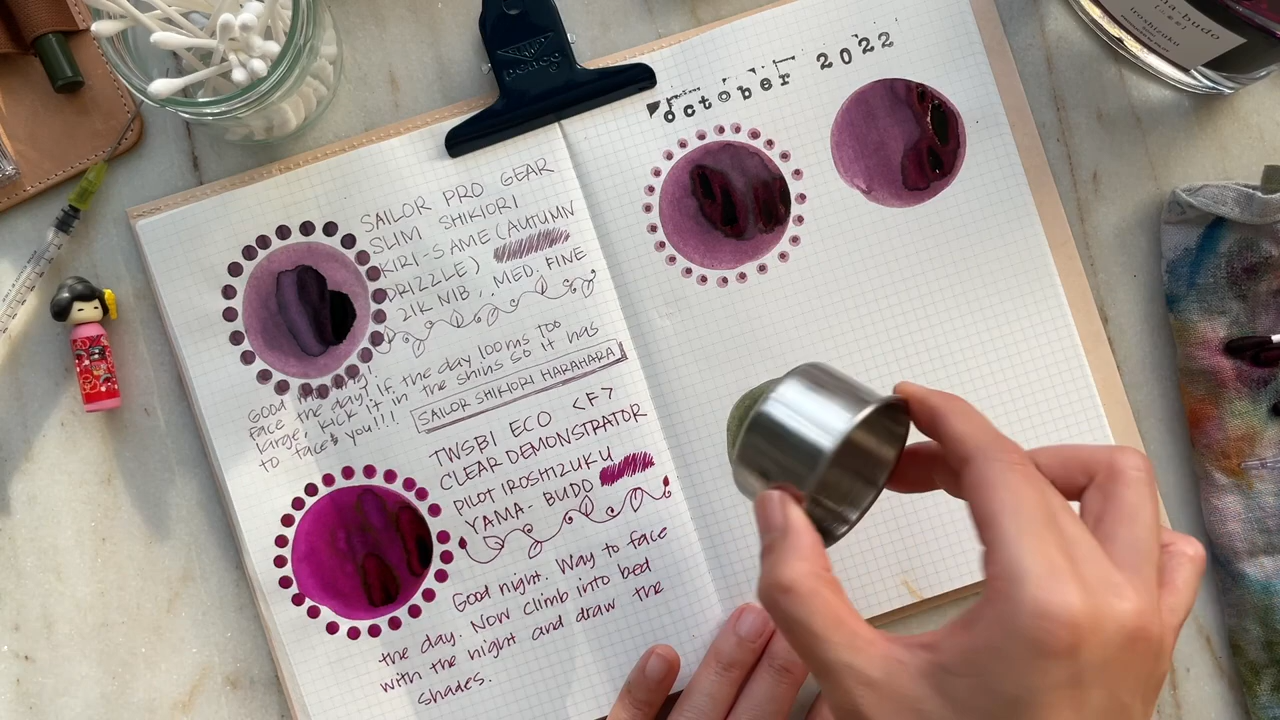 SAILOR PRO GEAR
SLIM SHIKIORI
KIRI-SAME (AUTUMN
DRIZZLE)
21K NIB, MED. FINE
Good morning!
face the day! If the day looms too
large, kick it in the shins so it has
to face you!!!
SAILOR SHIKIORI HARAHARA
TWSBI ECO <F>
CLEAR DEMONSTRATOR
PILOT IROSHIZUKU
YAMA-BUDO
Good night. Way to face
the day. Now climb into bed
with the night and draw the
shades.
penco
October 2022
ma-budo
iroshizuku